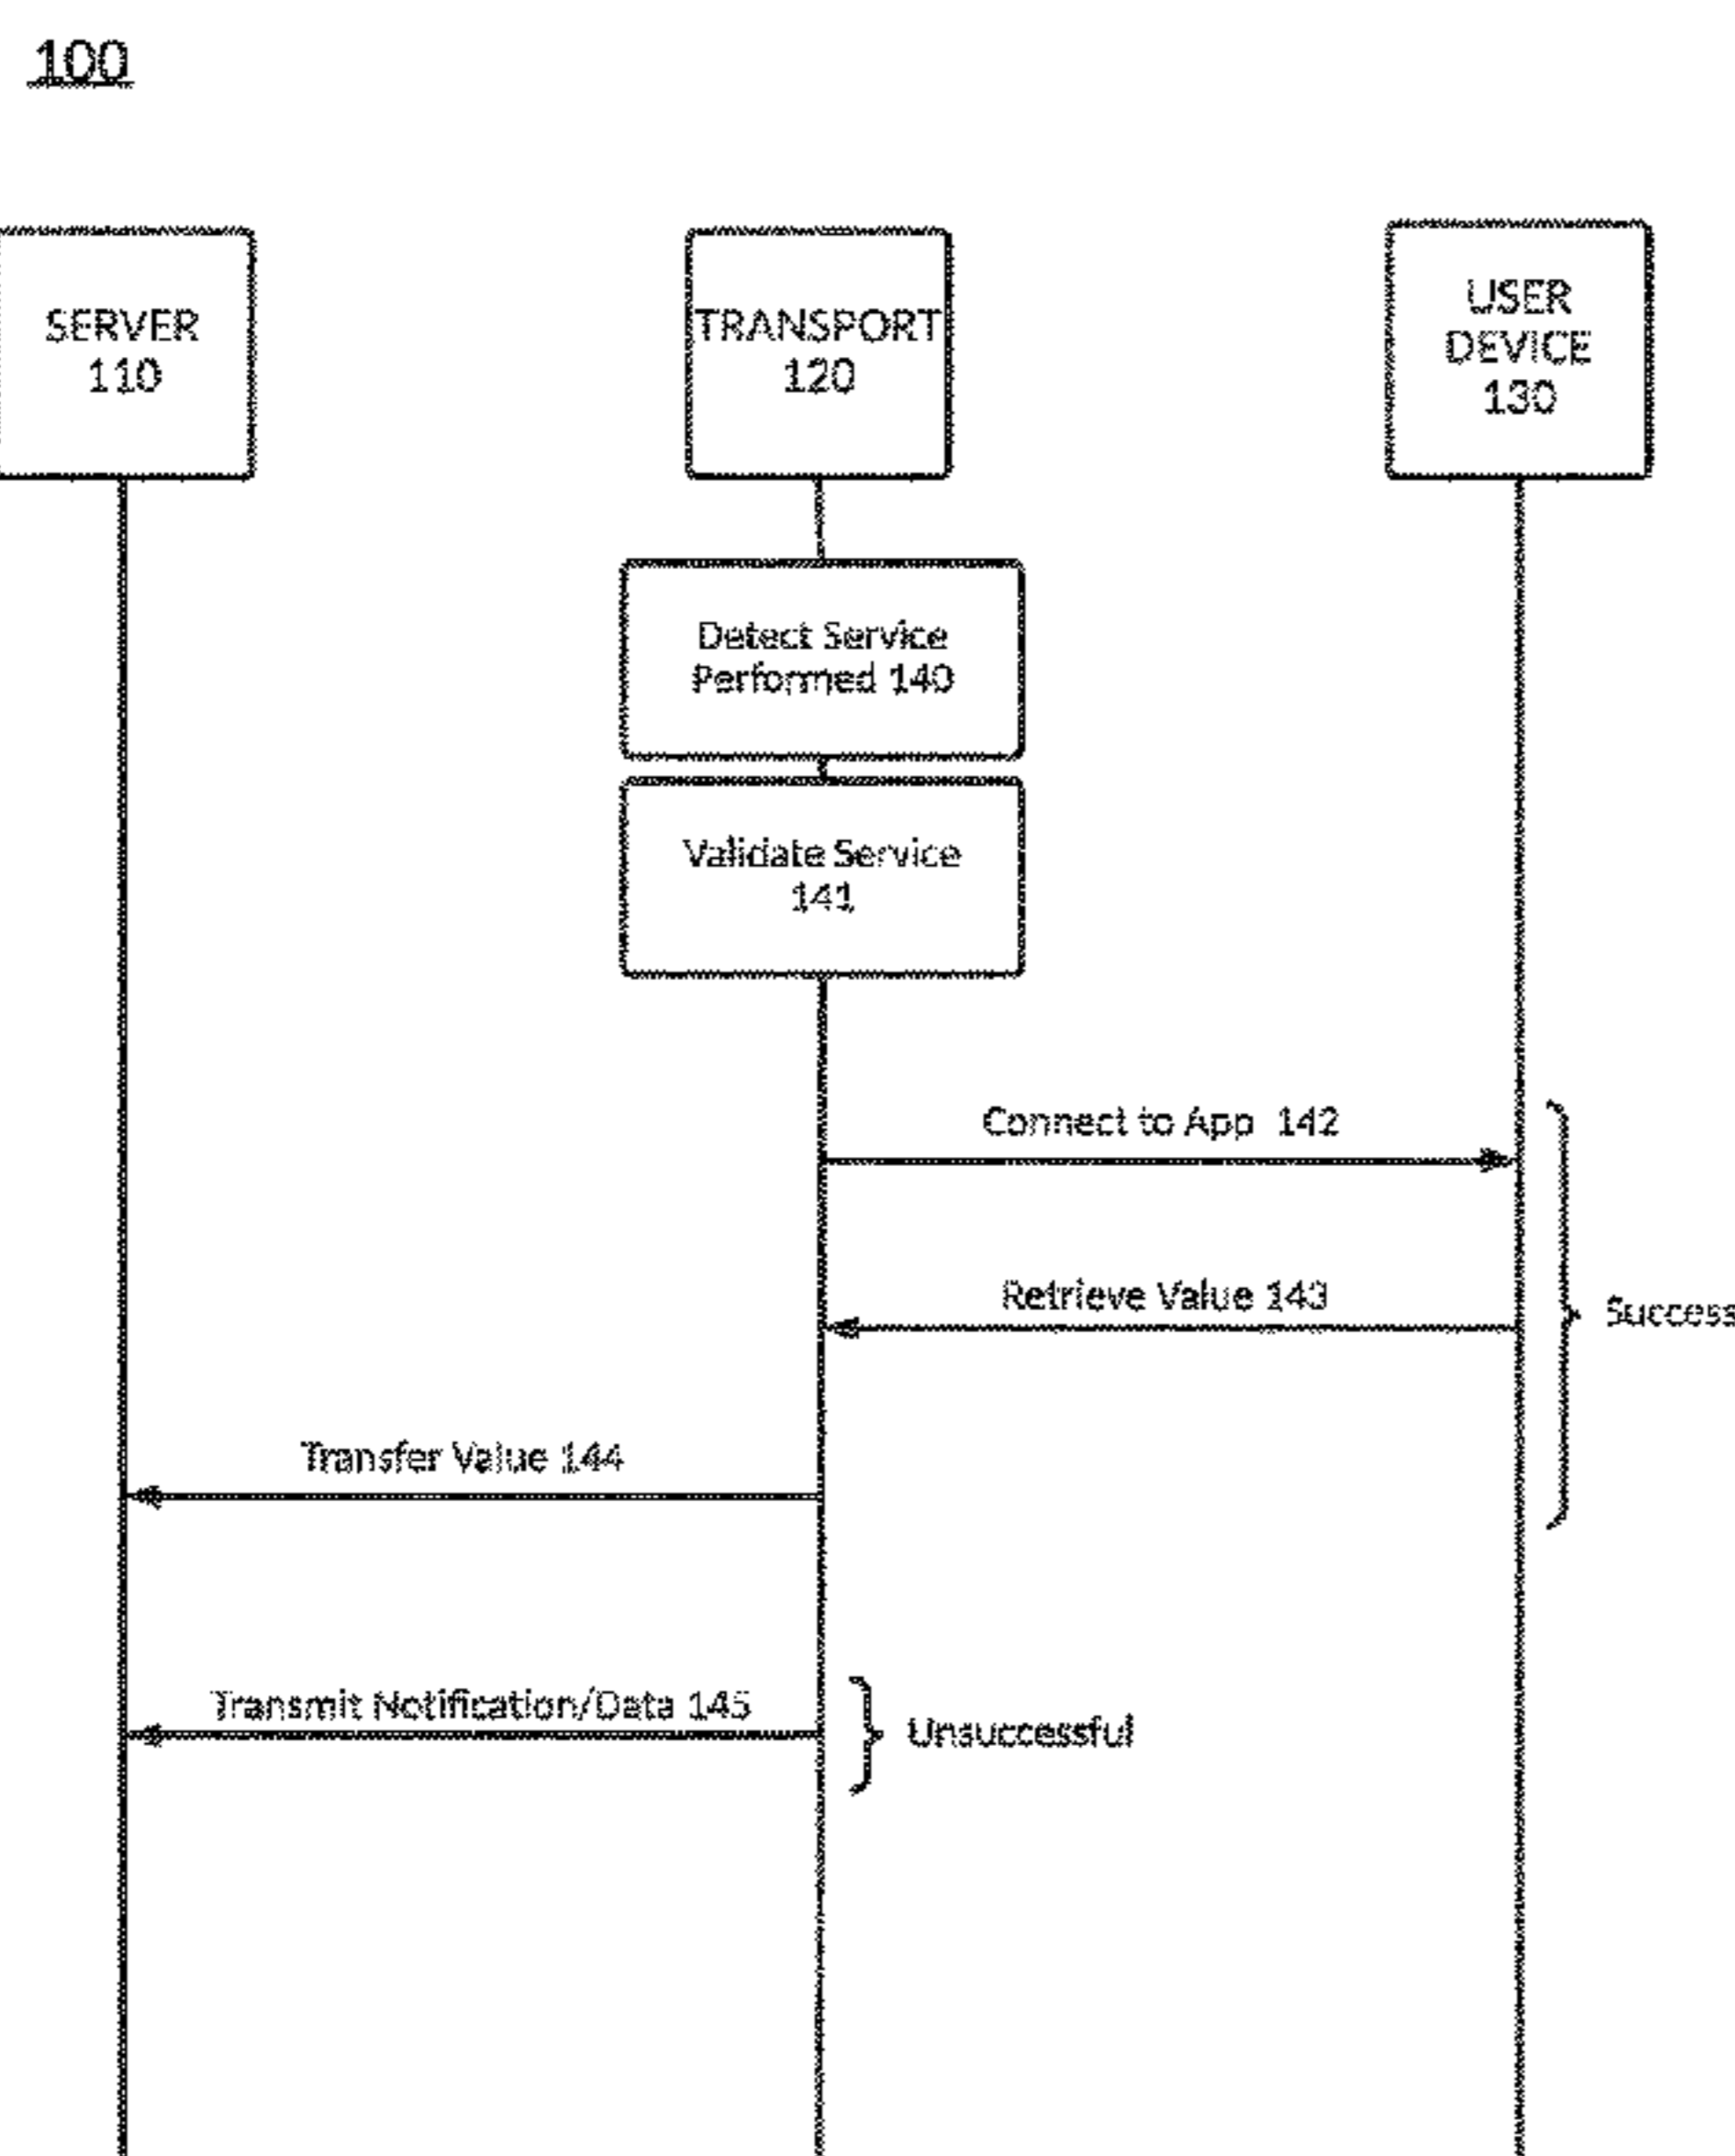 100
SERVER
110
TRANSPORT
120
USER
DEVICE
130
Detect Service
Performed 140
Validate Service
141
Connect to App 142
Retrieve Value 143
Success
Transfer Value 144
Transmit Notification/Data 145
Unsuccessful